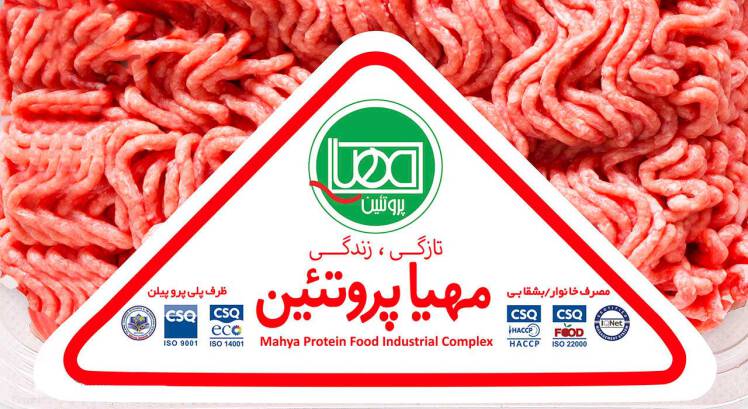 مهیا
پروتئین
تازگی ، زندگی
مهیا پروتئین
Mahya Protein Food Industrial Complex
ظرف پلی پروپیلن
مصرف خانوار/بشقابی
CSQ
ISO 9001
CSQ
eco
ISO 14001
CSQ
HACCP
HACCP
CSQ
FOOD
ISO 22000
IQNet